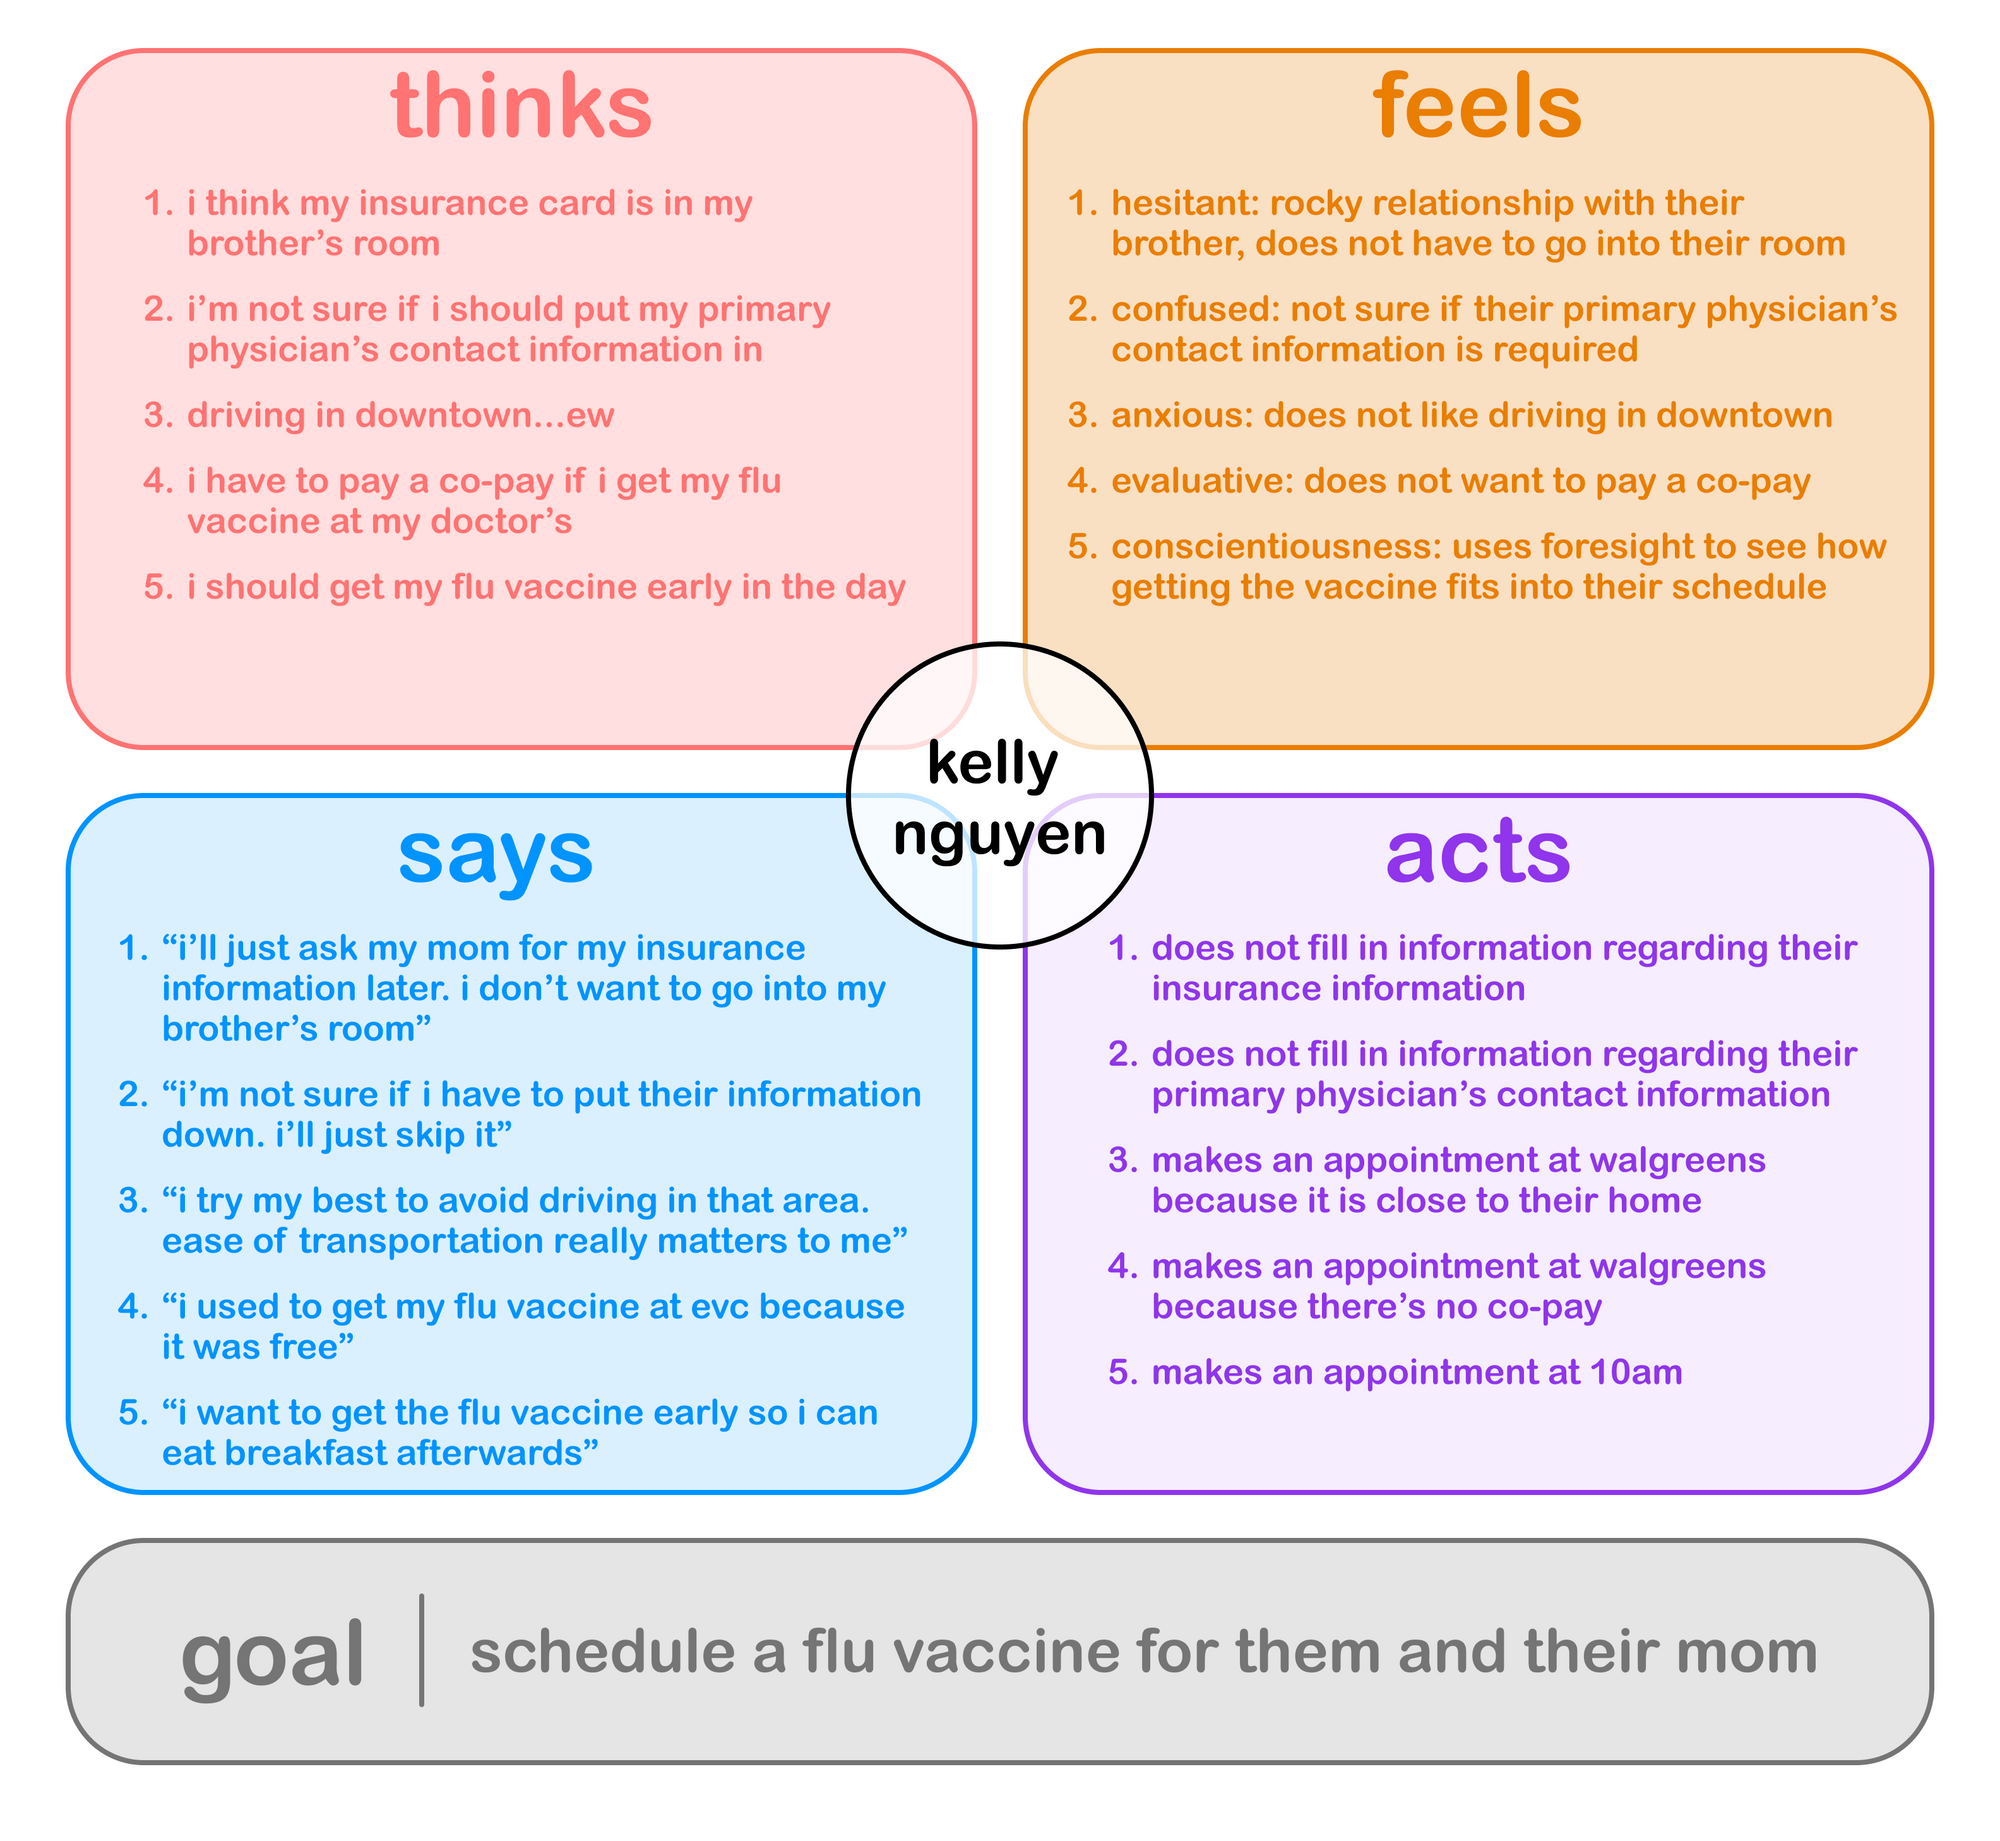 thinks
1. i think my insurance card is in my
brother’s room
2. i’m not sure if i should put my primary
physician’s contact information in
3. driving in downtown...ew
4. i have to pay a co-pay if i get my flu
vaccine at my doctor’s
5. i should get my flu vaccine early in the day
feels
1. hesitant: rocky relationship with their
brother, does not have to go into their room
2. confused: not sure if their primary physician’s
contact information is required
3. anxious: does not like driving in downtown
4. evaluative: does not want to pay a co-pay
5. conscientiousness: uses foresight to see how
getting the vaccine fits into their schedule
kelly
nguyen
says
1. “i’ll just ask my mom for my insurance
information later. i don’t want to go into my
brother’s room”
2. “i’m not sure if i have to put their information
down. i’ll just skip it”
3. “i try my best to avoid driving in that area.
ease of transportation really matters to me”
4. “i used to get my flu vaccine at evc because
it was free”
5. “i want to get the flu vaccine early so i can
eat breakfast afterwards”
acts
1. does not fill in information regarding their
insurance information
2. does not fill in information regarding their
primary physician’s contact information
3. makes an appointment at walgreens
because it is close to their home
4. makes an appointment at walgreens
because there’s no co-pay
5. makes an appointment at 10am
goal
schedule a flu vaccine for them and their mom